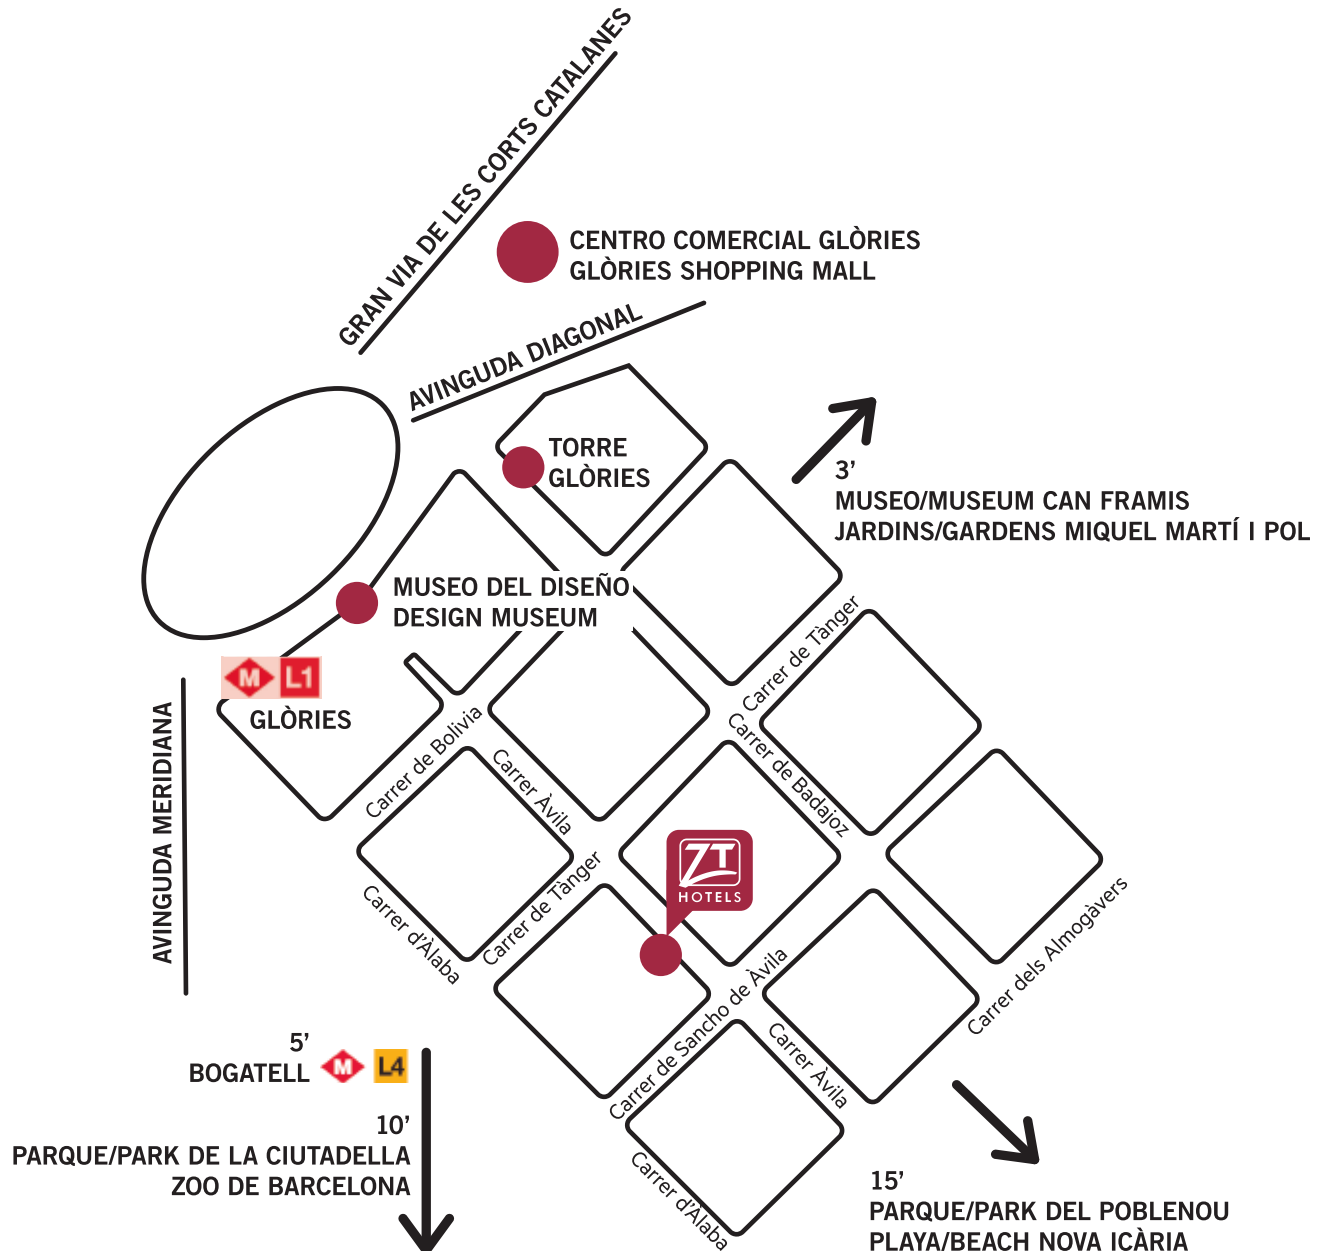 GRAN VIA DE LES CORTS CATALANES
CENTRO COMERCIAL GLÒRIES
GLÒRIES SHOPPING MALL
AVINGUDA DIAGONAL
TORRE
GLÒRIES
3’
MUSEO/MUSEUM CAN FRAMIS
JARDINS/GARDENS MIQUEL MARTÍ I POL
MUSEO DEL DISEÑO
DESIGN MUSEUM
M L1
GLÒRIES
Carrer de Tànger
Carrer de Bolivia
Carrer de Badajoz
Carrer Àvila
AVINGUDA MERIDIANA
ZT
HOTELS
Carrer de Tànger
Carrer d’Àlaba
Carrer dels Almogàvers
Carrer de Sancho de Àvila
Carrer Àvila
5’
BOGATELL M L4
10’
PARQUE/PARK DE LA CIUTADELLA
ZOO DE BARCELONA
Carrer d’Àlaba
15’
PARQUE/PARK DEL POBLENOU
PLAYA/BEACH NOVA ICÀRIA